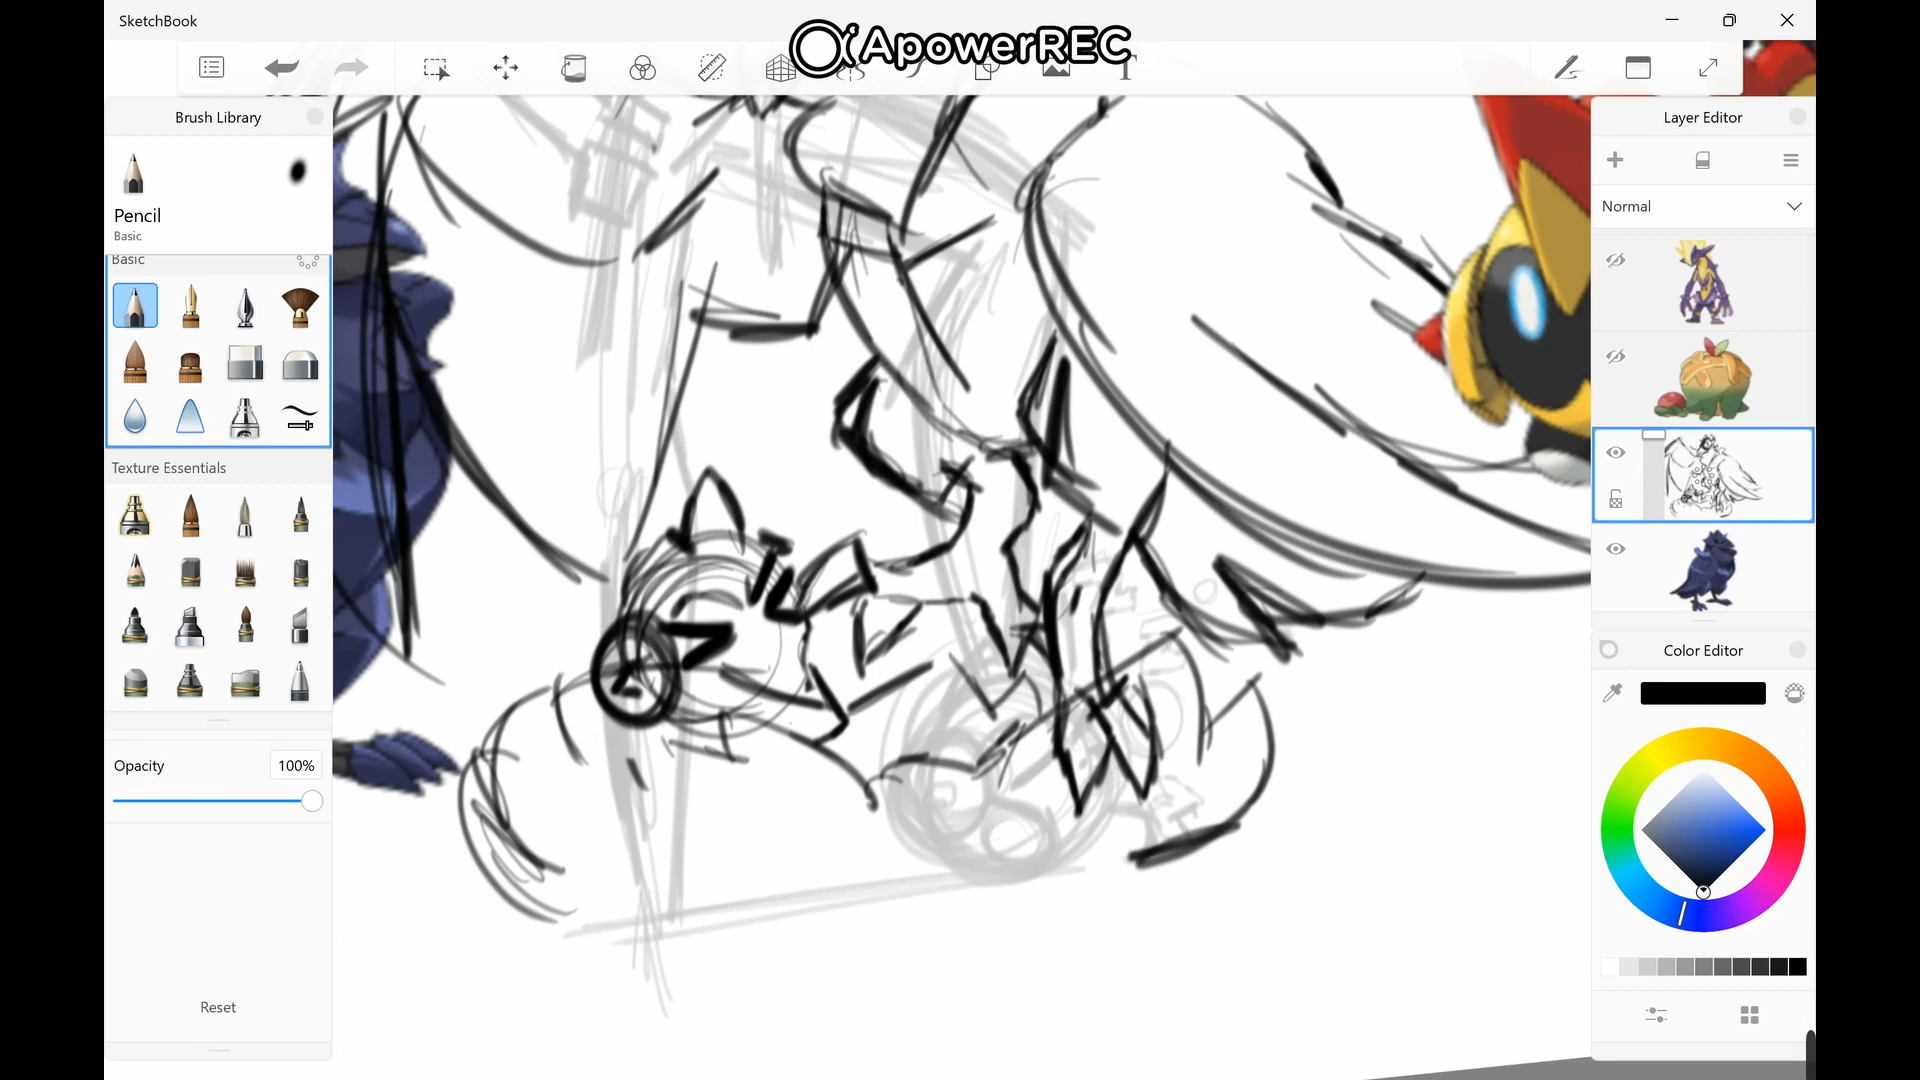 SketchBook
ApowerREC
T
Brush Library
Layer Editor
Pencil
Basic
Normal
Basic
Texture Essentials
Color Editor
Opacity
100%
Reset